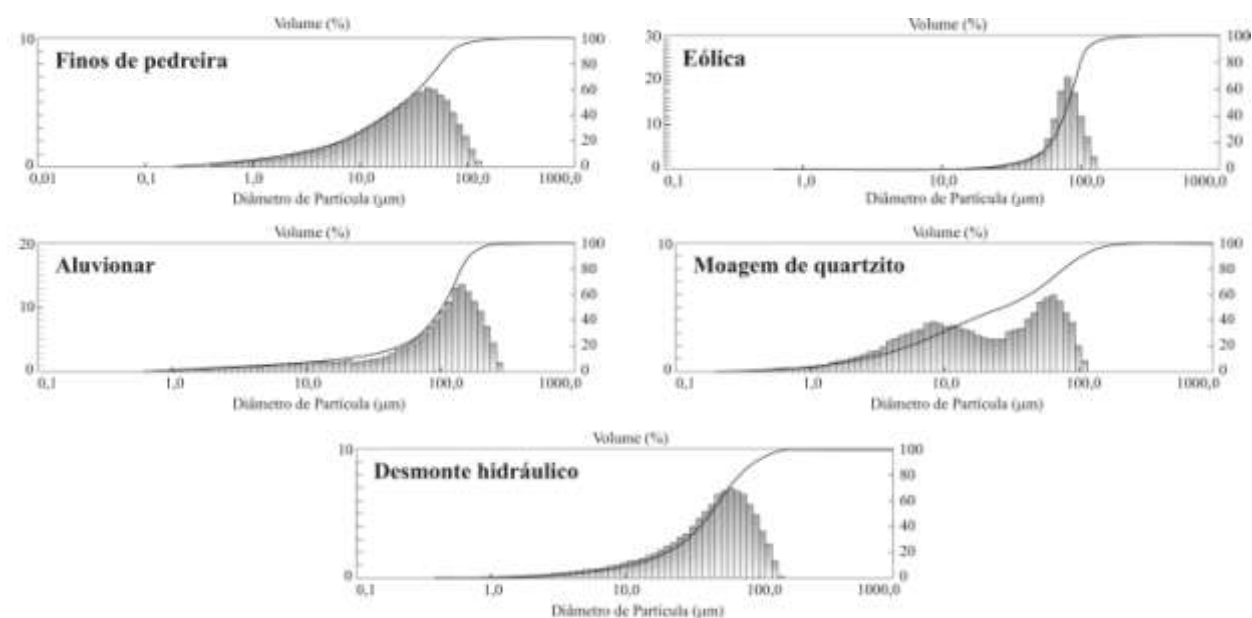 Volume (%)
10 100
Finos de pedreira
80
60
40
20
0 0
0,01 0,1 1,0 10,0 100,0 1000,0
Diâmetro de Partícula (µm)
Volume (%)
30 100
Eólica
80
20
60
40
10
20
0 0
0,1 1,0 10,0 100,0 1000,0
Diâmetro de Partícula (µm)
Volume (%)
20 100
Aluvionar
80
60
10
40
20
0 0
0,1 1,0 10,0 100,0 1000,0
Diâmetro de Partícula (µm)
Volume (%)
10 100
Moagem de quartzito
80
60
40
20
0 0
0,1 1,0 10,0 100,0 1000,0
Diâmetro de Partícula (µm)
Volume (%)
10 100
Desmonte hidráulico
80
60
40
20
0 0
0,1 1,0 10,0 100,0 1000,0
Diâmetro de Partícula (µm)